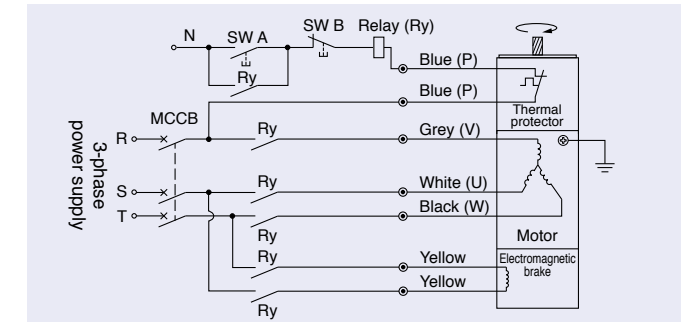 N
SW A
SW B
Relay (Ry)
Ry
Blue (P)
Blue (P)
Thermal
protector
MCCB
3-phase
power supply
R
Ry
Grey (V)
S
Ry
White (U)
T
Ry
Black (W)
Motor
Ry
Yellow
Electromagnetic
brake
Ry
Yellow